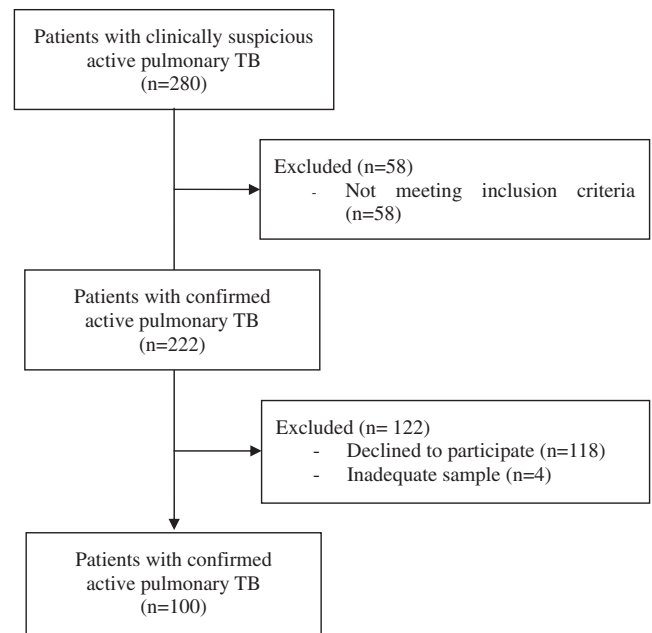 Patients with clinically suspicious
active pulmonary TB
(n=280)
Excluded (n=58)
- Not meeting inclusion criteria
(n=58)
Patients with confirmed
active pulmonary TB
(n=222)
Excluded (n= 122)
- Declined to participate (n=118)
- Inadequate sample (n=4)
Patients with confirmed
active pulmonary TB
(n=100)